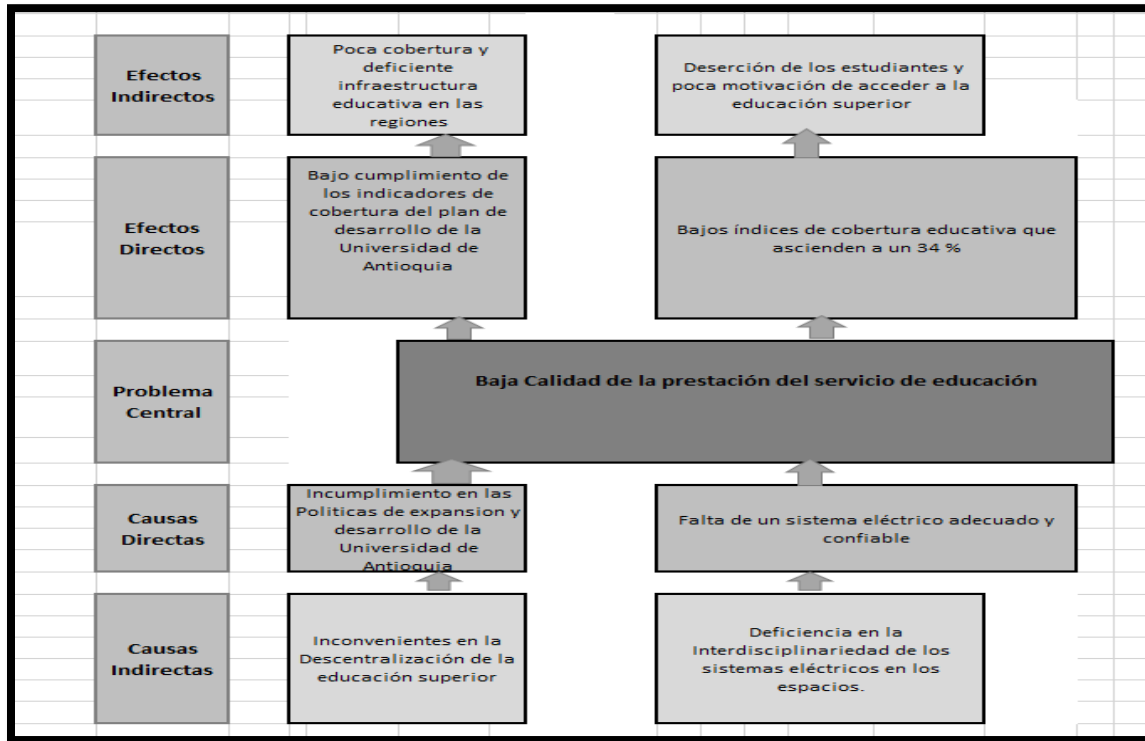 Efectos
Indirectos
Poca cobertura y
deficiente
infraestructura
educativa en las
regiones
Deserción de los estudiantes y
poca motivación de acceder a la
educación superior
Efectos
Directos
Bajo cumplimiento de
los indicadores de
cobertura del plan de
desarrollo de la
Universidad de
Antioquia
Bajos índices de cobertura educativa que
ascienden a un 34 %
Problema
Central
Baja Calidad de la prestación del servicio de educación
Causas
Directas
Incumplimiento en las
Politicas de expansion y
desarrollo de la
Universidad de
Antioquia
Falta de un sistema eléctrico adecuado y
confiable
Causas
Indirectas
Inconvenientes en la
Descentralización de la
educación superior
Deficiencia en la
Interdisciplinariedad de los
sistemas eléctricos en los
espacios.